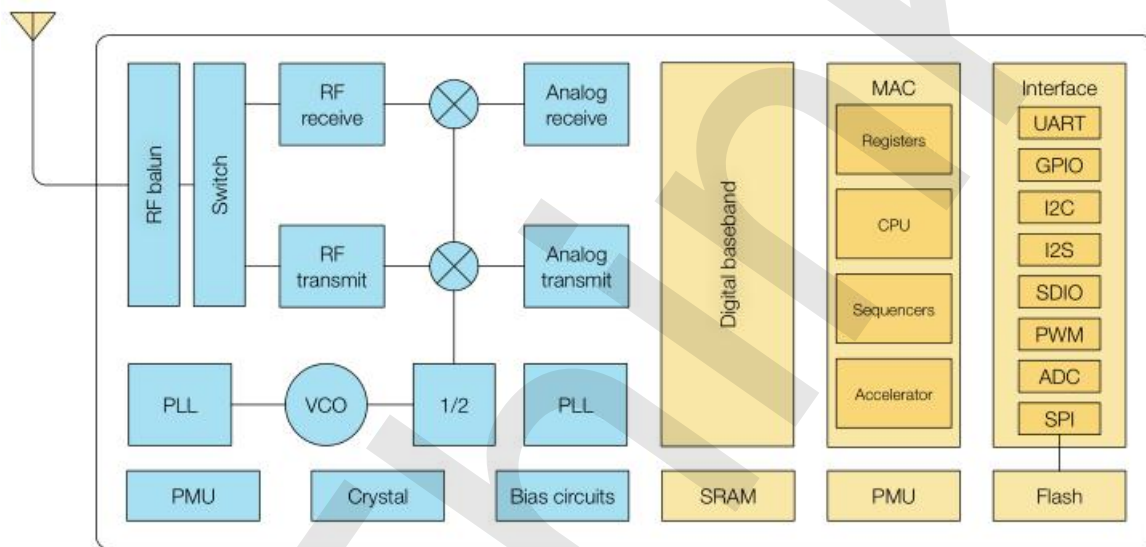 RF balun
Switch
RF
receive
Analog
receive
RF
transmit
Analog
transmit
PLL
VCO
1/2
PLL
PMU
Crystal
Bias circuits
Digital baseband
SRAM
MAC
Registers
CPU
Sequencers
Accelerator
PMU
Interface
UART
GPIO
I2C
I2S
SDIO
PWM
ADC
SPI
Flash